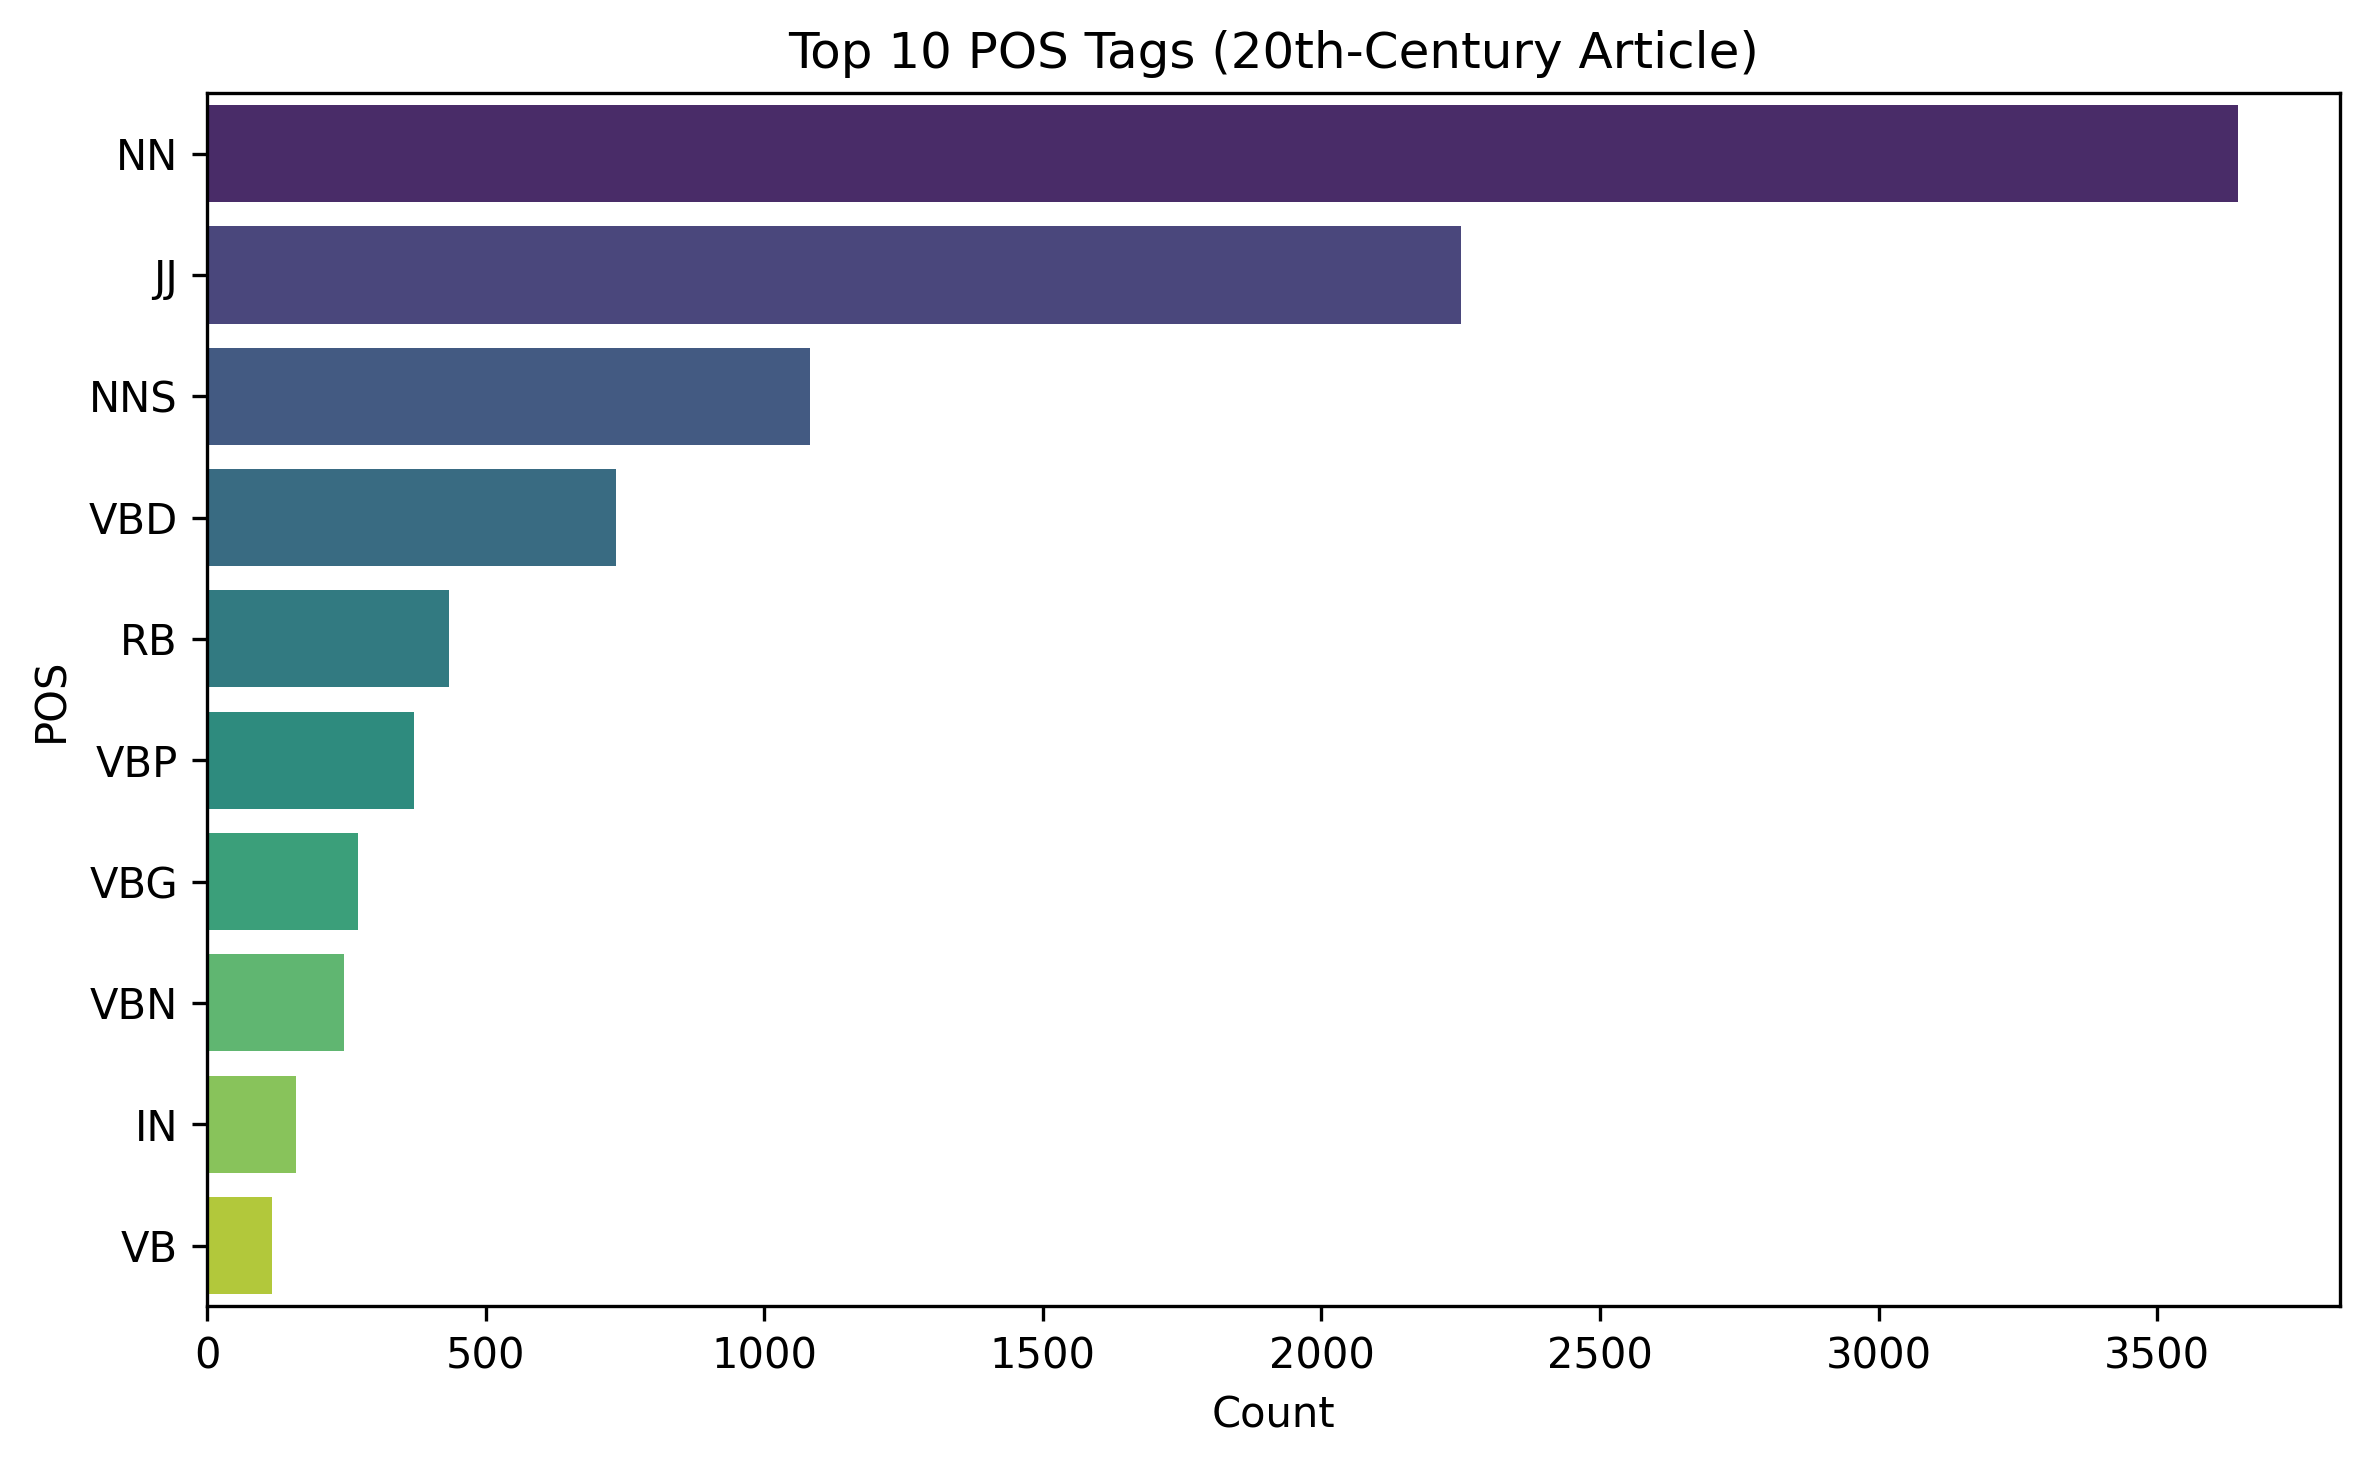 Top 10 POS Tags (20th-Century Article)
NN
JJ
NNS
VBD
RB
VBP
VBG
VBN
IN
VB
POS
0 500 1000 1500 2000 2500 3000 3500
Count